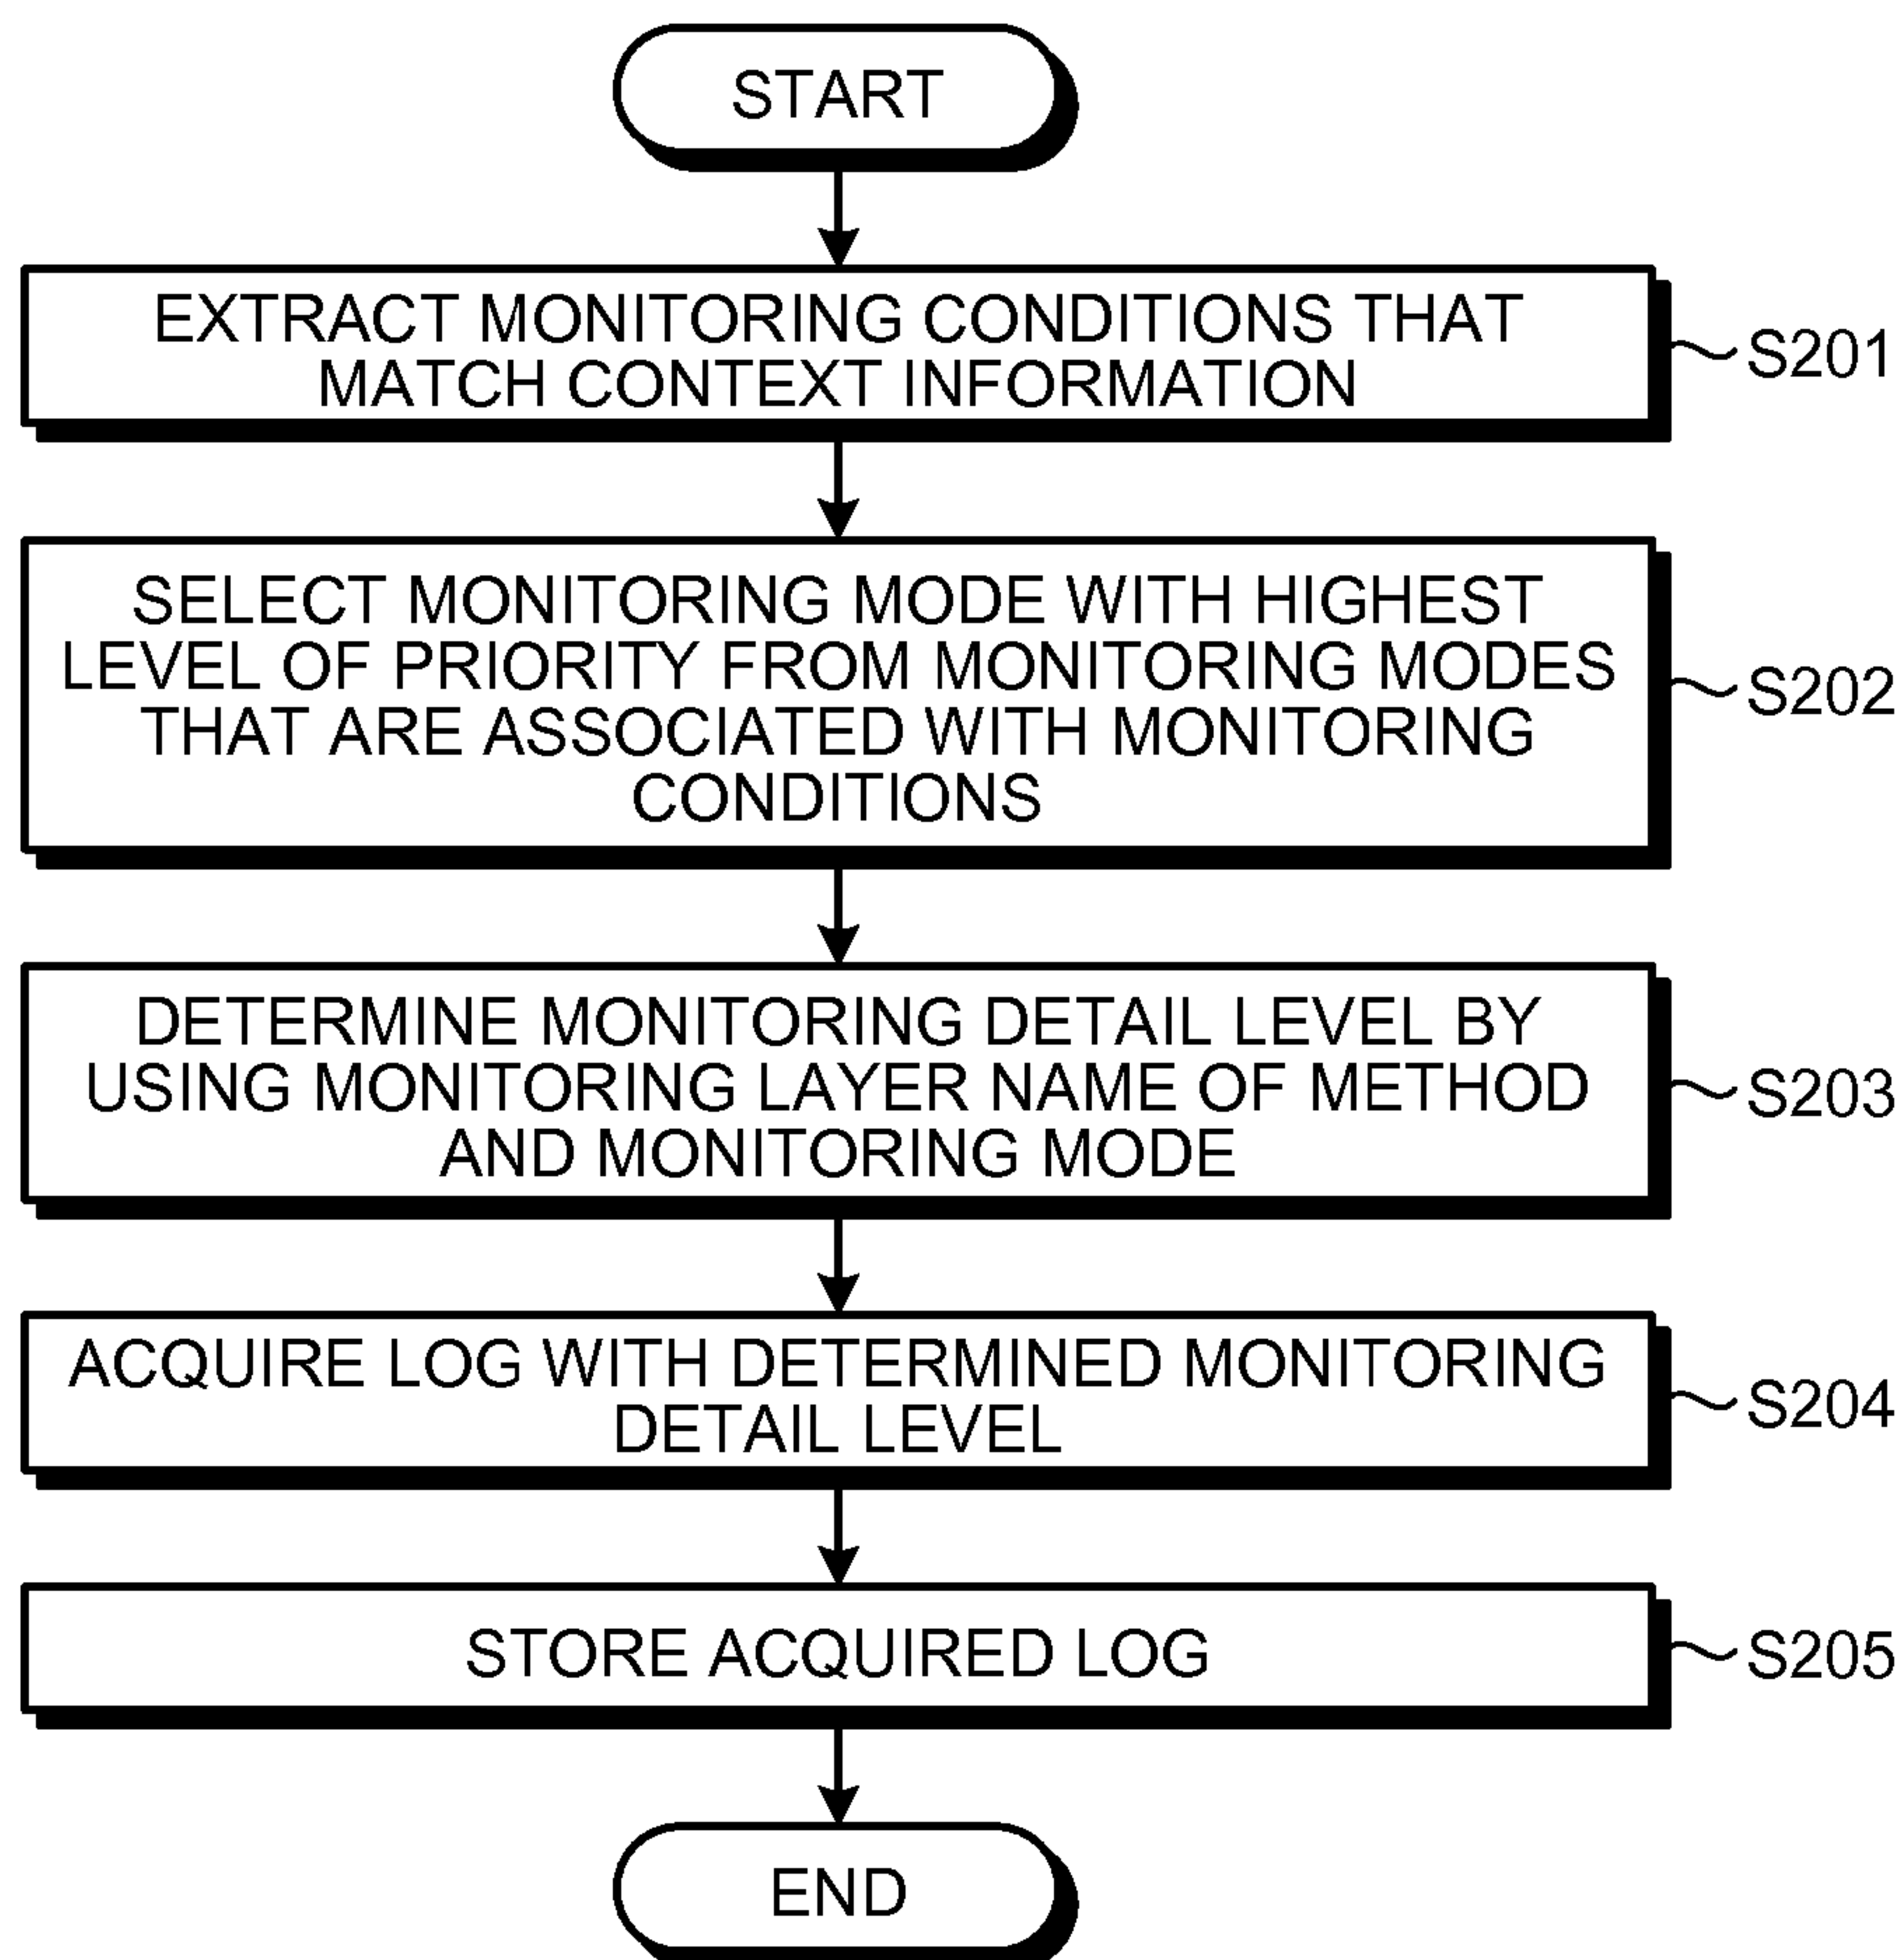 START
EXTRACT MONITORING CONDITIONS THAT
MATCH CONTEXT INFORMATION
S201
SELECT MONITORING MODE WITH HIGHEST
LEVEL OF PRIORITY FROM MONITORING MODES
THAT ARE ASSOCIATED WITH MONITORING
CONDITIONS
S202
DETERMINE MONITORING DETAIL LEVEL BY
USING MONITORING LAYER NAME OF METHOD
AND MONITORING MODE
S203
ACQUIRE LOG WITH DETERMINED MONITORING
DETAIL LEVEL
S204
STORE ACQUIRED LOG
S205
END